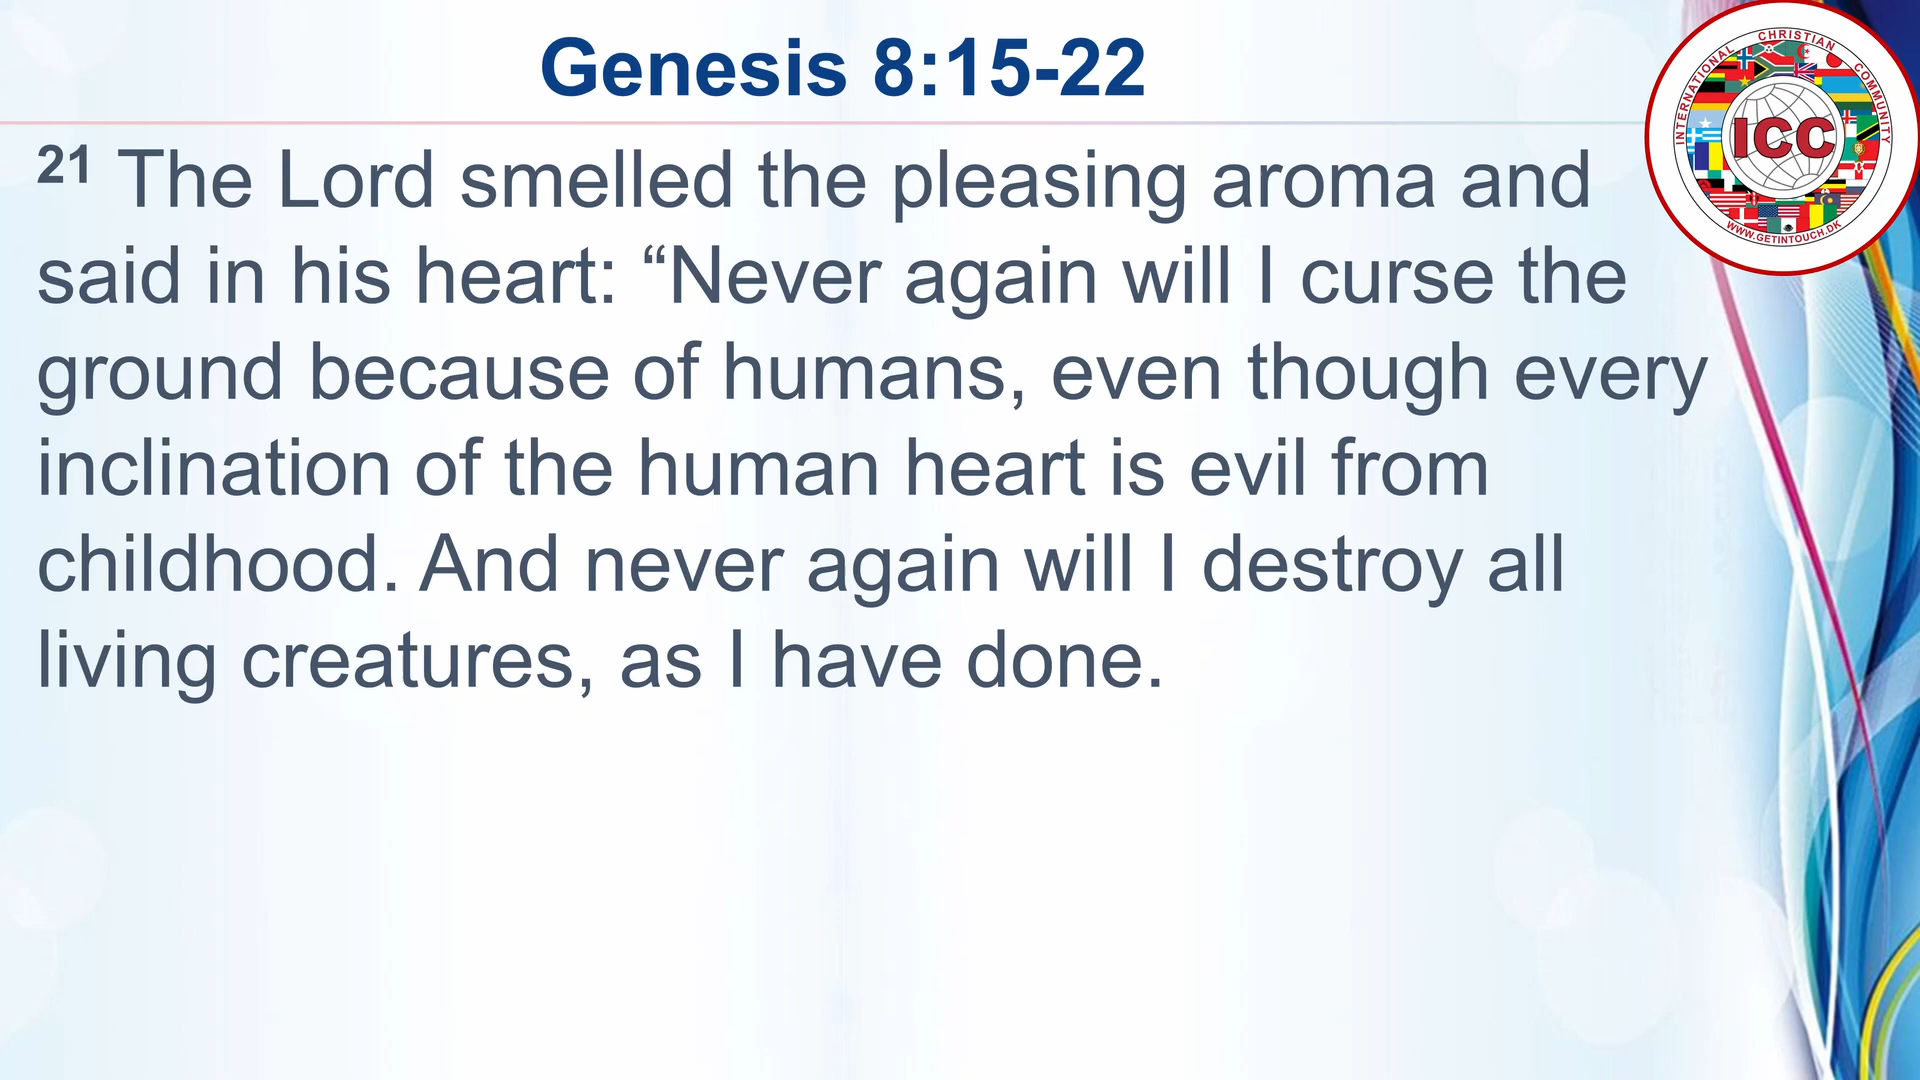 Genesis 8:15-22
21 The Lord smelled the pleasing aroma and
said in his heart: “Never again will I curse the
ground because of humans, even though every
inclination of the human heart is evil from
childhood. And never again will I destroy all
living creatures, as I have done.
INTERNATIONAL CHRISTIAN COMMUNITY
ICC
WWW.GETINTOUCH.DK